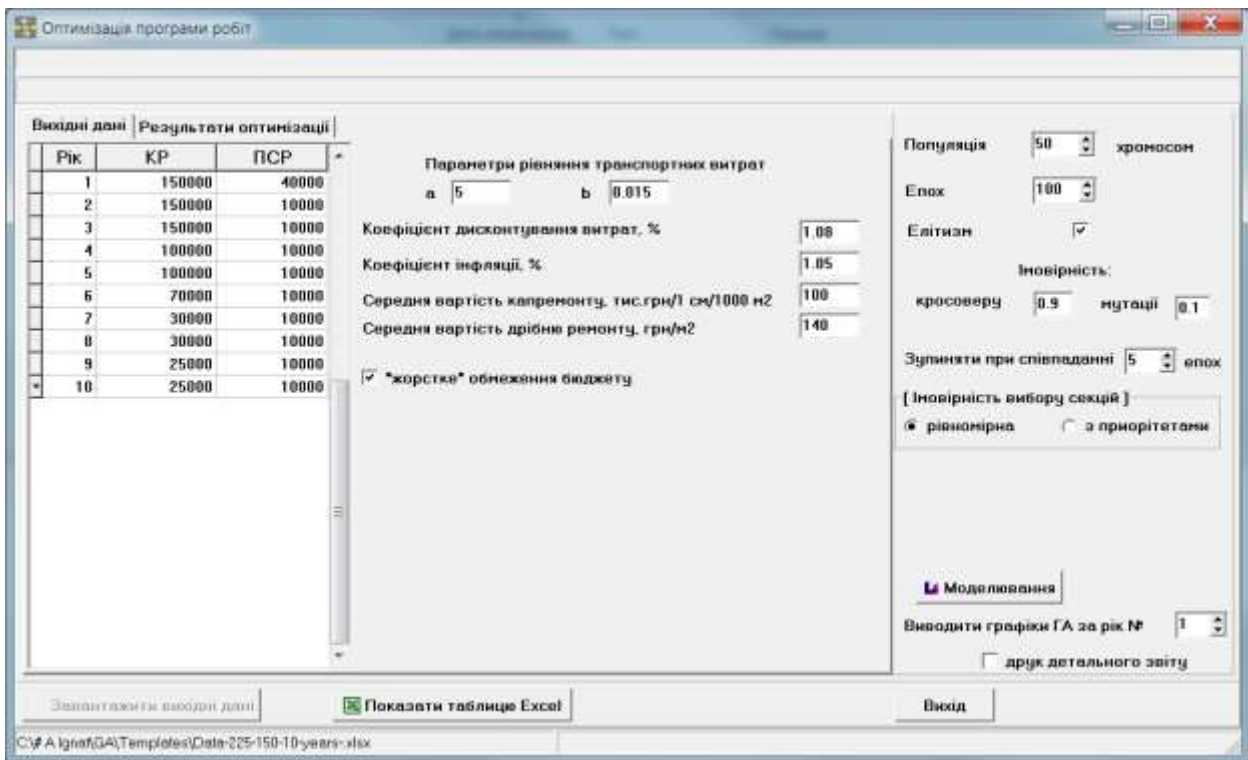 Оптимізація програми робіт
Вихідні дані Результати оптимізації
Рік КР ПСР
1 150000 40000
2 150000 10000
3 150000 10000
4 100000 10000
5 100000 10000
6 70000 10000
7 30000 10000
8 30000 10000
9 25000 10000
10 25000 10000
Параметри рівняння транспортних витрат
a 5 b 0.015
Коефіцієнт дисконтування витрат, % 1.08
Коефіцієнт інфляції, % 1.05
Середня вартість капремонту, тис.грн/1 см/1000 м2 100
Середня вартість дрібню ремонту, грн/м2 140
"жорстке" обмеження бюджету
Популяція 50 хромосом
Епох 100
Елітизм
Імовірність:
кросоверу 0.9 мутації 0.1
Зупиняти при співпаданні 5 епох
[ Імовірність вибору секцій ]
рівномірна з приорітетами
Моделювання
Виводити графіки ГА за рік № 1
друк детального звіту
Завантажити вихідні дані Показати таблицю Excel Вихід
C:\# A Ignat\GA\Templates\Data-225-150-10-years-.xlsx